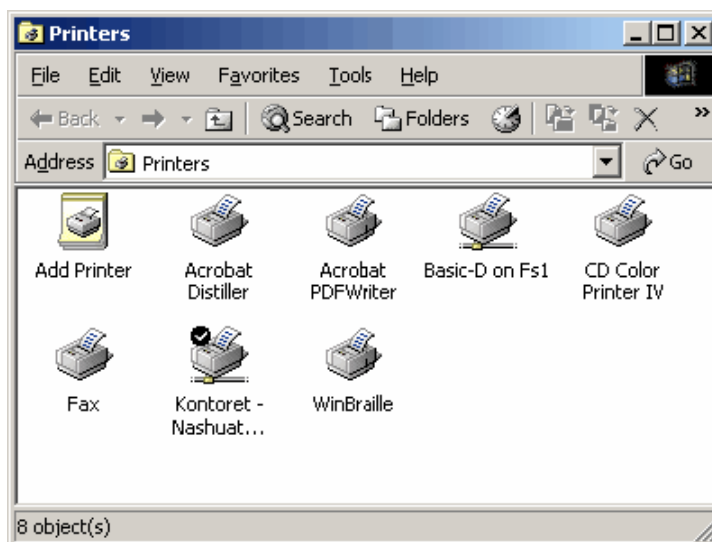 Printers
File Edit View Favorites Tools Help
Back Search Folders »
Address Printers Go
Add Printer Acrobat Distiller Acrobat PDFWriter Basic-D on Fs1 CD Color Printer IV
Fax Kontoret - Nashuat... WinBraille
8 object(s)